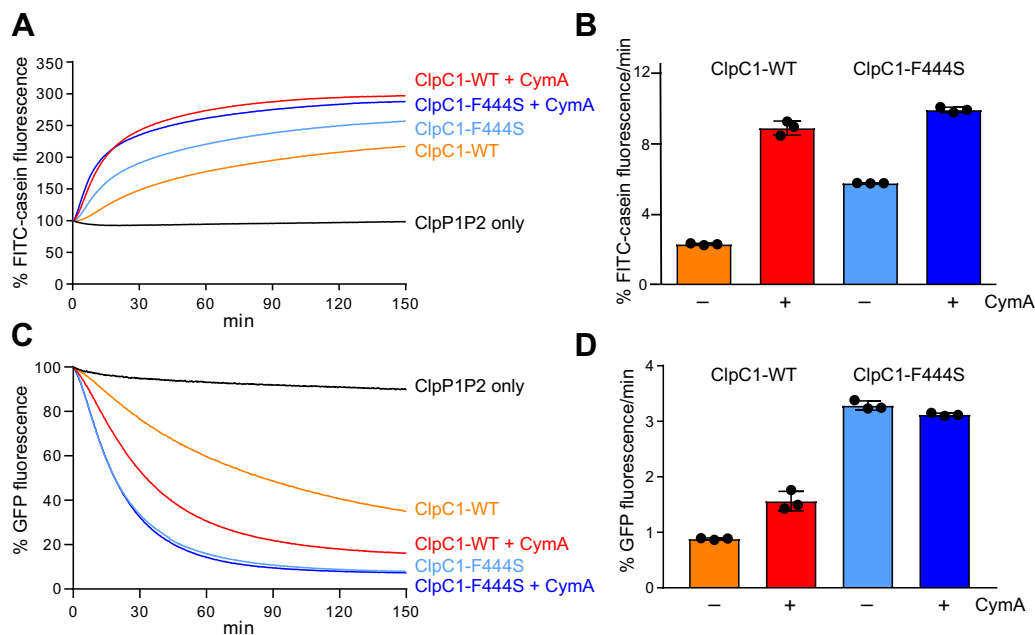 A
% FITC-casein fluorescence
350
300
250
200
150
100
50
0
0 30 60 90 120 150
min
ClpC1-WT + CymA
ClpC1-F444S + CymA
ClpC1-F444S
ClpC1-WT
ClpP1P2 only
B
% FITC-casein fluorescence/min
12
8
4
0
ClpC1-WT ClpC1-F444S
– + – + CymA
C
% GFP fluorescence
100
80
60
40
20
0
0 30 60 90 120 150
min
ClpP1P2 only
ClpC1-WT
ClpC1-WT + CymA
ClpC1-F444S
ClpC1-F444S + CymA
D
% GFP fluorescence/min
4
3
2
1
0
ClpC1-WT ClpC1-F444S
– + – + CymA